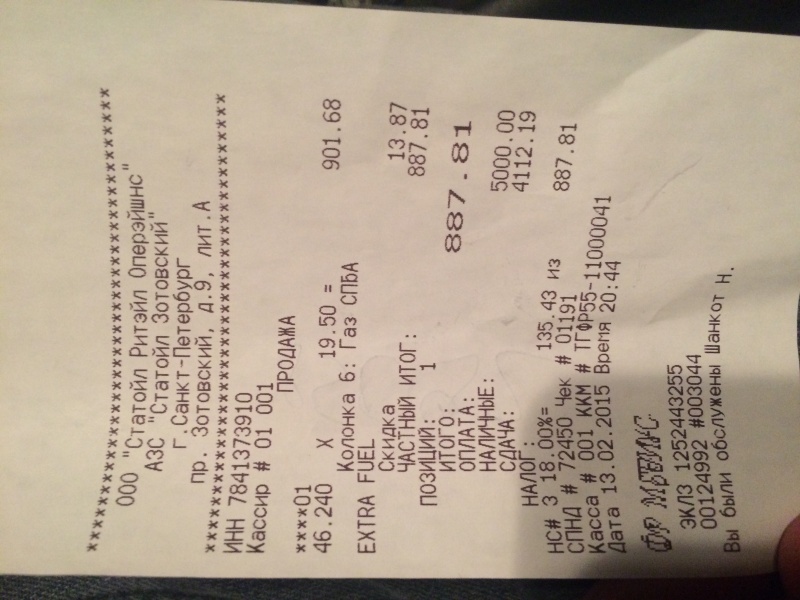 ***********************************
ООО "Статойл Ритэйл Оперэйшнс"
АЗС "Статойл Зотовский"
Г.Санкт-Петербург
пр. Зотовский, д.9, лит.А
***********************************
ИНН 7841373910
Кассир # 01 001
ПРОДАЖА
****01
46.240 X 19.50 = 901.68
Колонка 6: Газ СПБА
EXTRA FUEL
Скидка 13.87
ЧАСТНЫЙ ИТОГ: 887.81
ПОЗИЦИЙ: 1
ИТОГО: 887.81
ОПЛАТА:
НАЛИЧНЫЕ: 5000.00
СДАЧА: 4112.19
НАЛОГ:
НС# 3 18.00%= 135.43 из 887.81
СПНД # 72450 Чек # 01191
Касса # 001 ККМ # ТГФР55-11000041
Дата 13.02.2015 Время 20:44
ФР
ЭКЛЗ 1252443255
00124992 #003044
Вы были обслужены Шанкот Н.